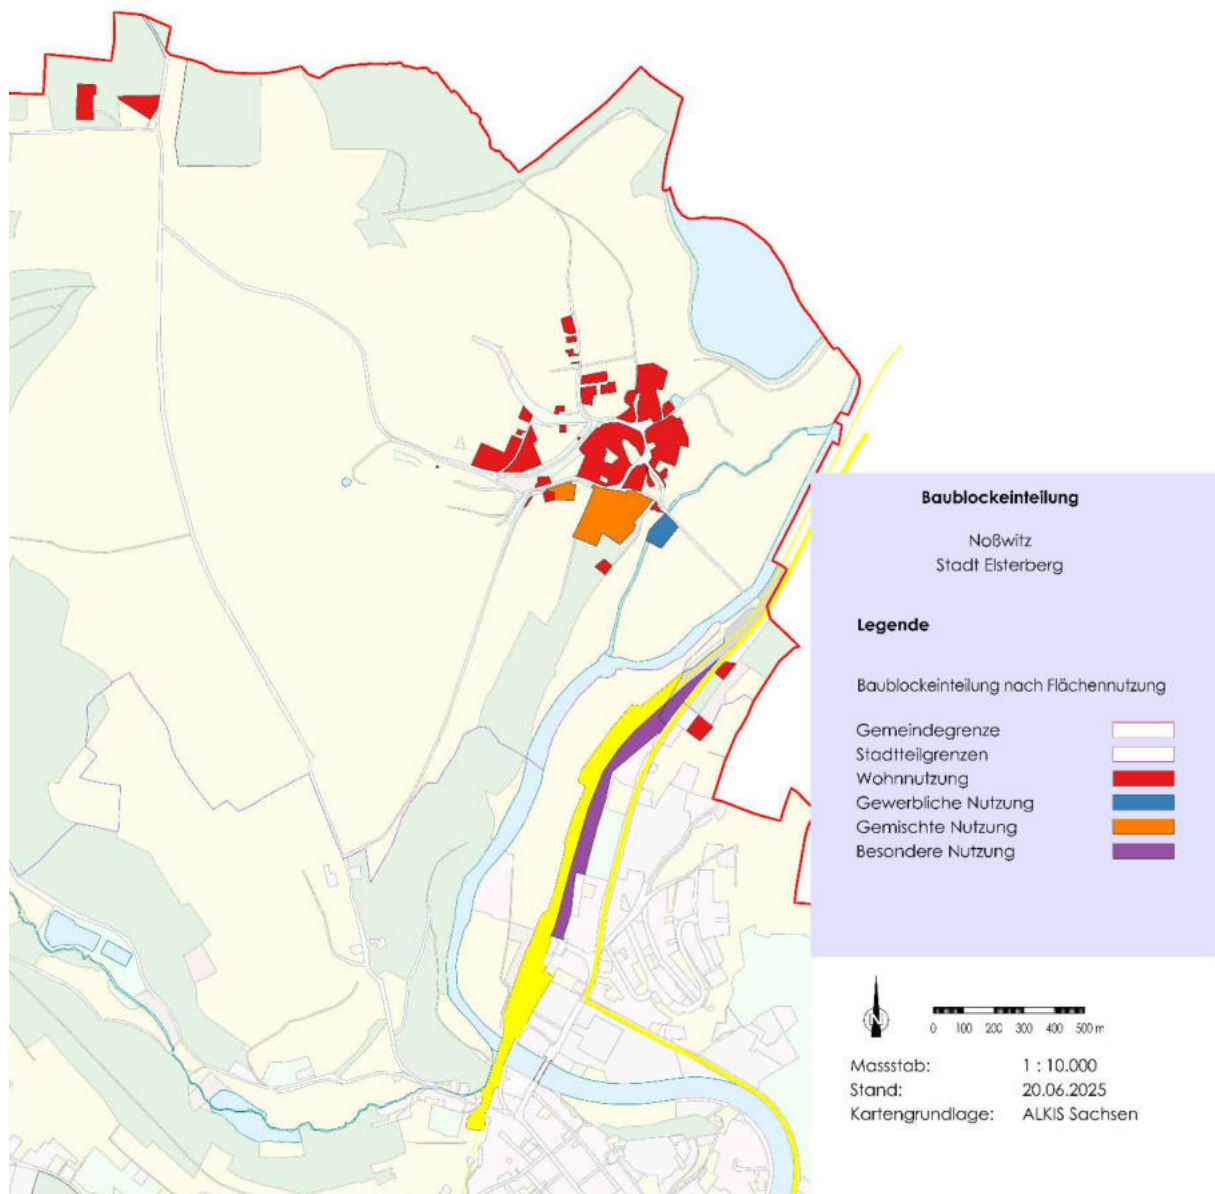 Baublockeinteilung
Noßwitz
Stadt Elsterberg
Legende
Baublockeinteilung nach Flächennutzung
Gemeindegrenze
Stadtteilgrenzen
Wohnnutzung
Gewerbliche Nutzung
Gemischte Nutzung
Besondere Nutzung
N
0 100 200 300 400 500 m
Massstab: 1 : 10.000
Stand: 20.06.2025
Kartengrundlage: ALKIS Sachsen